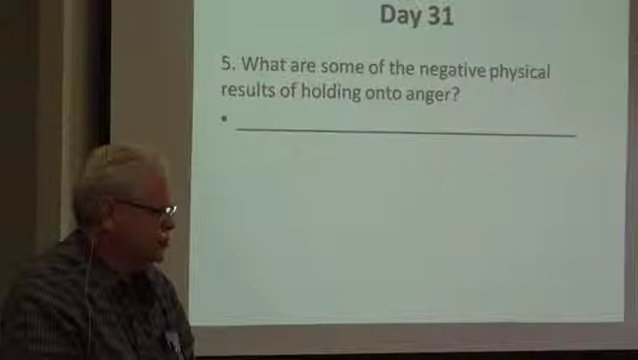 Day 31
5. What are some of the negative physical
results of holding onto anger?